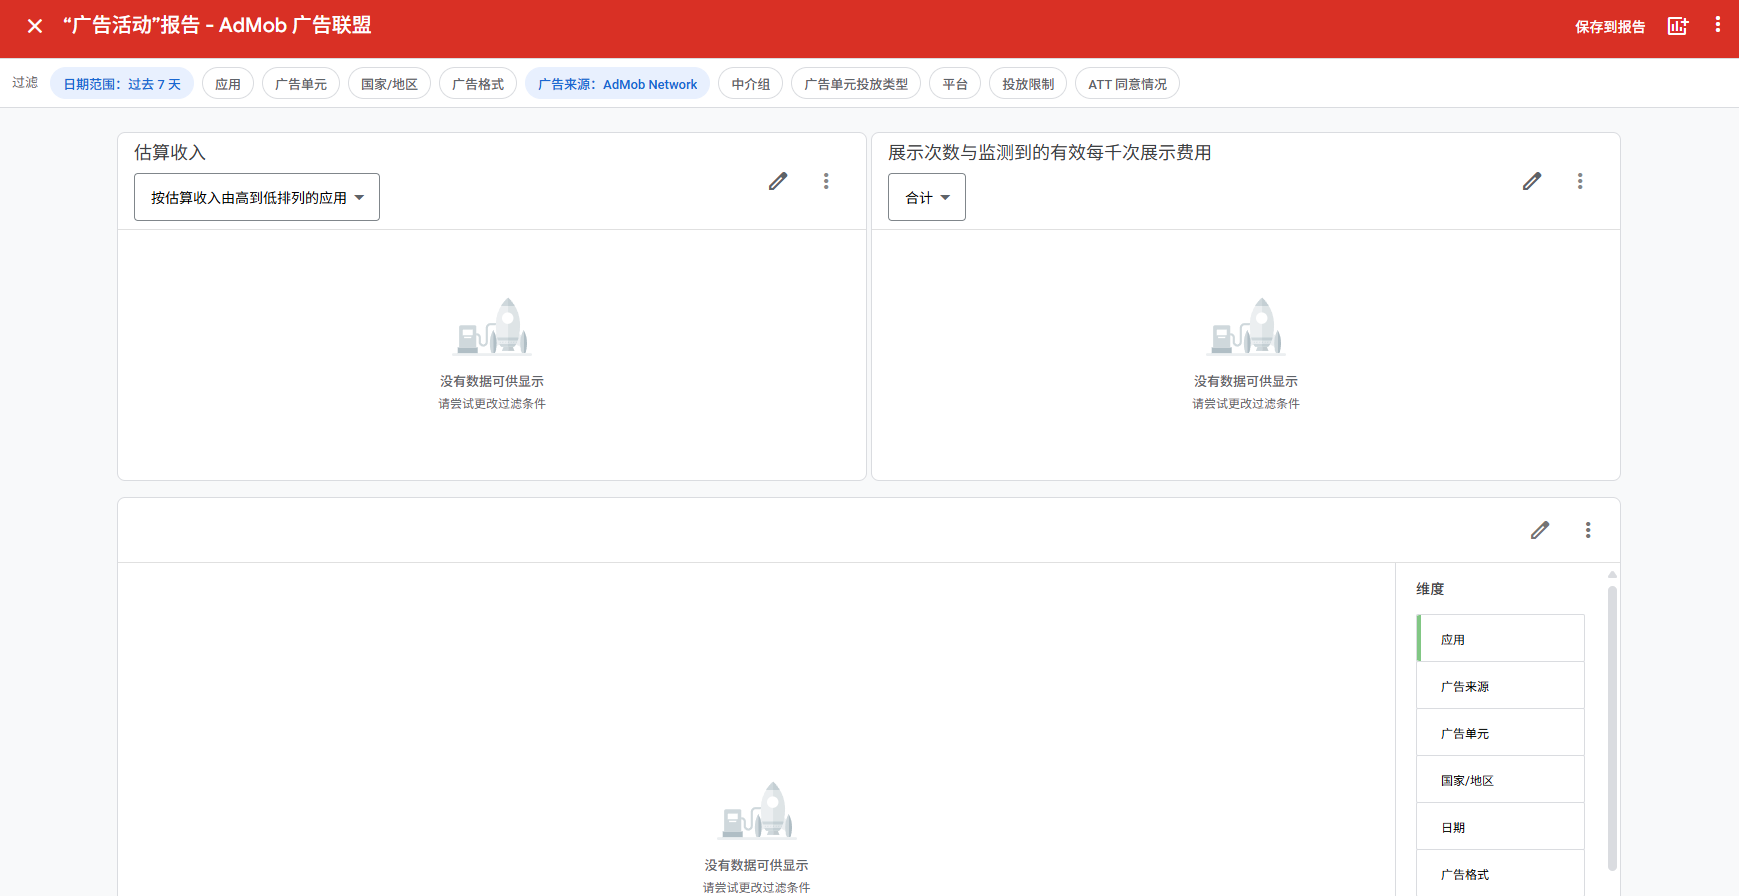 “广告活动”报告 - AdMob 广告联盟
保存到报告
过滤
日期范围：过去 7 天
应用
广告单元
国家/地区
广告格式
广告来源：AdMob Network
中介组
广告单元投放类型
平台
投放限制
ATT 同意情况
估算收入
按估算收入由高到低排列的应用
没有数据可供显示
请尝试更改过滤条件
展示次数与监测到的有效每千次展示费用
合计
没有数据可供显示
请尝试更改过滤条件
没有数据可供显示
请尝试更改过滤条件
维度
应用
广告来源
广告单元
国家/地区
日期
广告格式